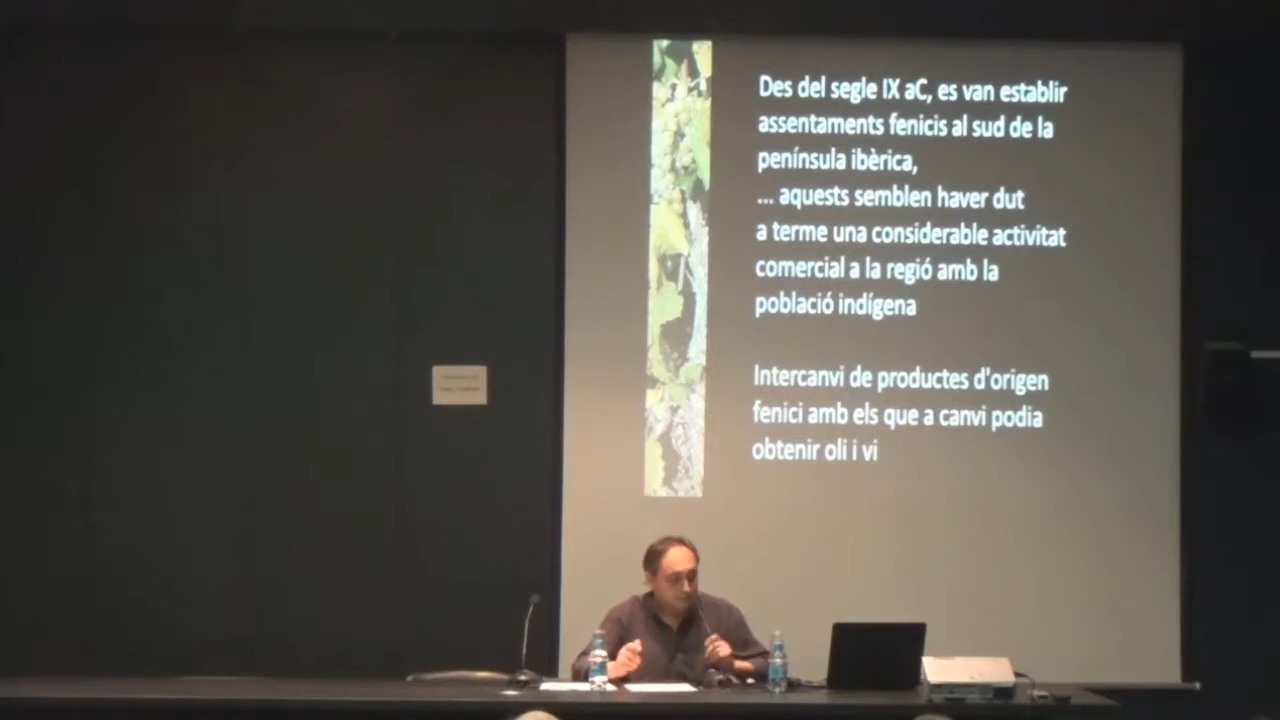 Des del segle IX aC, es van establir
assentaments fenicis al sud de la
península ibèrica,
... aquests semblen haver dut
a terme una considerable activitat
comercial a la regió amb la
població indígena
Intercanvi de productes d'origen
fenici amb els que a canvi podia
obtenir oli i vi